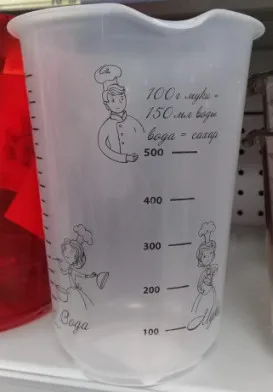 100 г муки =
150 мл воды
вода = сахар
500
400
300
200
100
Вода